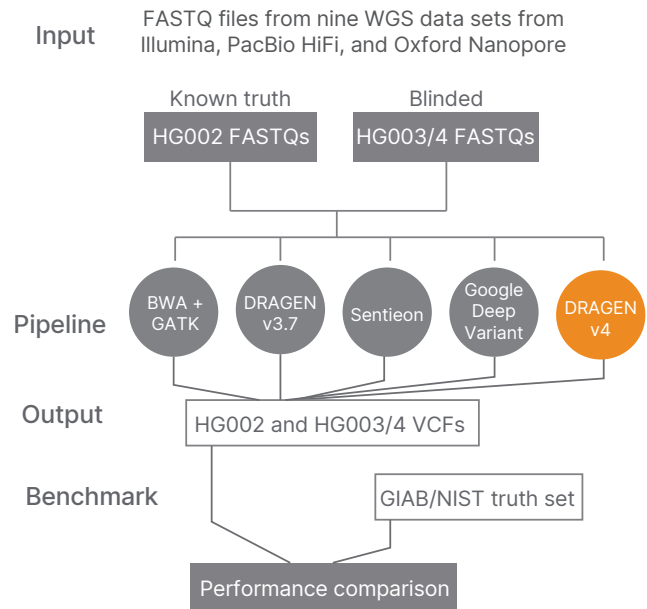 Input
FASTQ files from nine WGS data sets from
Illumina, PacBio HiFi, and Oxford Nanopore
Known truth
HG002 FASTQs
Blinded
HG003/4 FASTQs
Pipeline
BWA +
GATK
DRAGEN
v3.7
Sentieon
Google
Deep
Variant
DRAGEN
v4
Output
HG002 and HG003/4 VCFs
Benchmark
GIAB/NIST truth set
Performance comparison